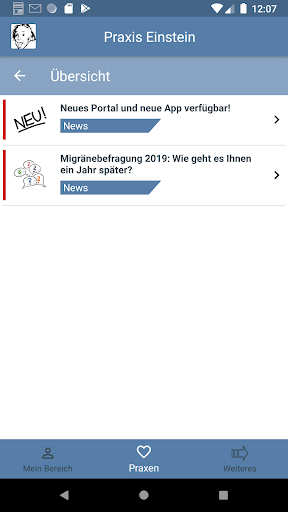 12:07
Praxis Einstein
Übersicht
NEU!
Neues Portal und neue App verfügbar!
News
Migränebefragung 2019: Wie geht es Ihnen
ein Jahr später?
News
Mein Bereich
Praxen
Weiteres